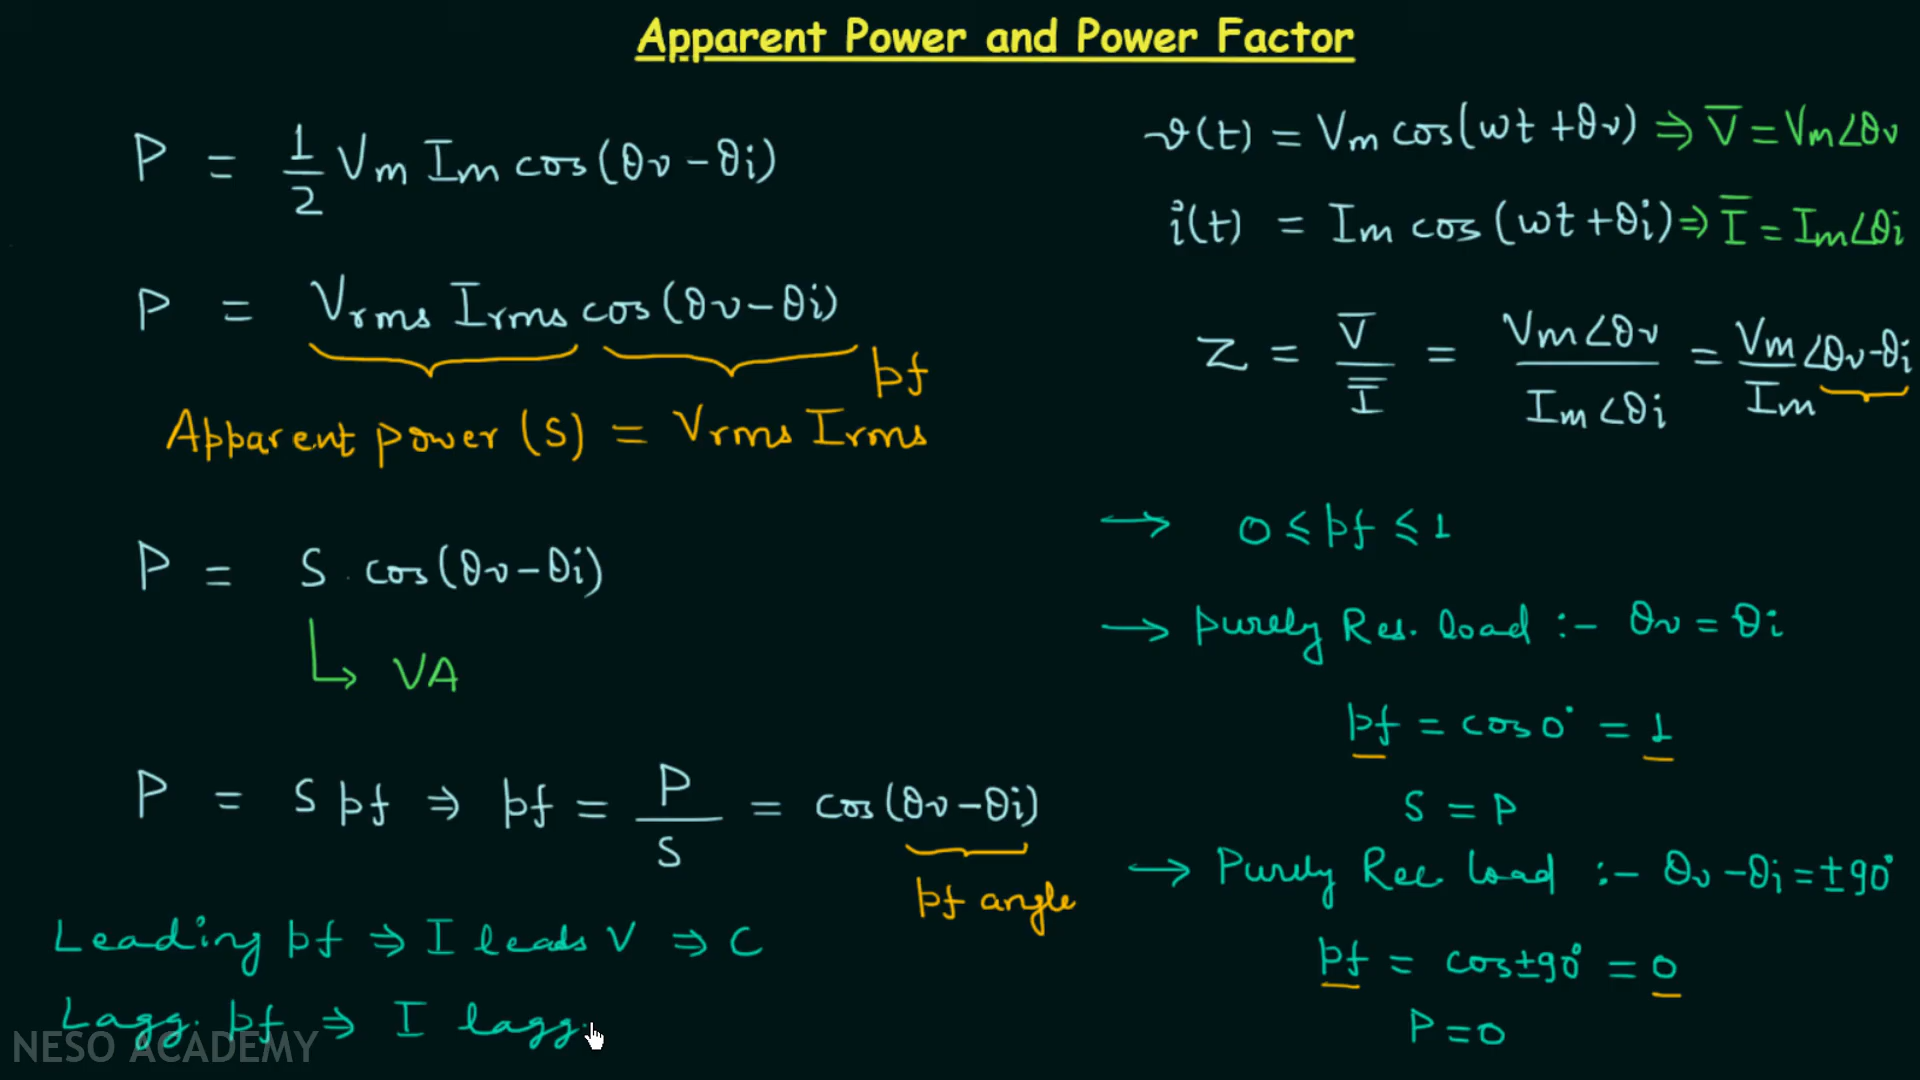 Apparent Power and Power Factor
P = 1/2 Vm Im cos(θv - θi)
P = Vrms Irms cos(θv - θi)
pf
Apparent power (S) = Vrms Irms
P = S . cos(θv - θi)
↳ VA
P = S pf ⇒ pf = P/S = cos(θv - θi)
pf angle
Leading pf ⇒ I leads V ⇒ C
Lagg. pf ⇒ I lagg.
NESO ACADEMY
v(t) = Vm cos(wt + θv) ⇒ V̅ = Vm∠θv
i(t) = Im cos(wt + θi) ⇒ I̅ = Im∠θi
Z = V̅/I̅ = Vm∠θv/Im∠θi = Vm/Im ∠θv-θi
→ 0 ≤ pf ≤ 1
→ Purely Res. load :- θv = θi
pf = cos0° = 1
S = P
→ Purely Rec. load :- θv - θi = ±90°
pf = cos±90° = 0
P = 0